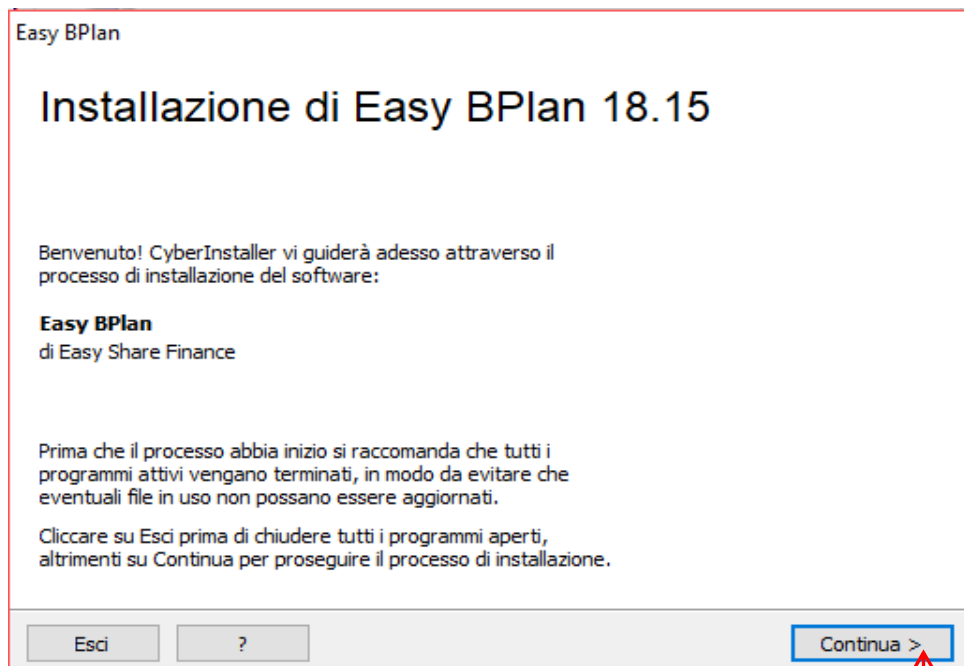 Easy BPlan
Installazione di Easy BPlan 18.15
Benvenuto! CyberInstaller vi guiderà adesso attraverso il
processo di installazione del software:
Easy BPlan
di Easy Share Finance
Prima che il processo abbia inizio si raccomanda che tutti i
programmi attivi vengano terminati, in modo da evitare che
eventuali file in uso non possano essere aggiornati.
Cliccare su Esci prima di chiudere tutti i programmi aperti,
altrimenti su Continua per proseguire il processo di installazione.
Esci
?
Continua >